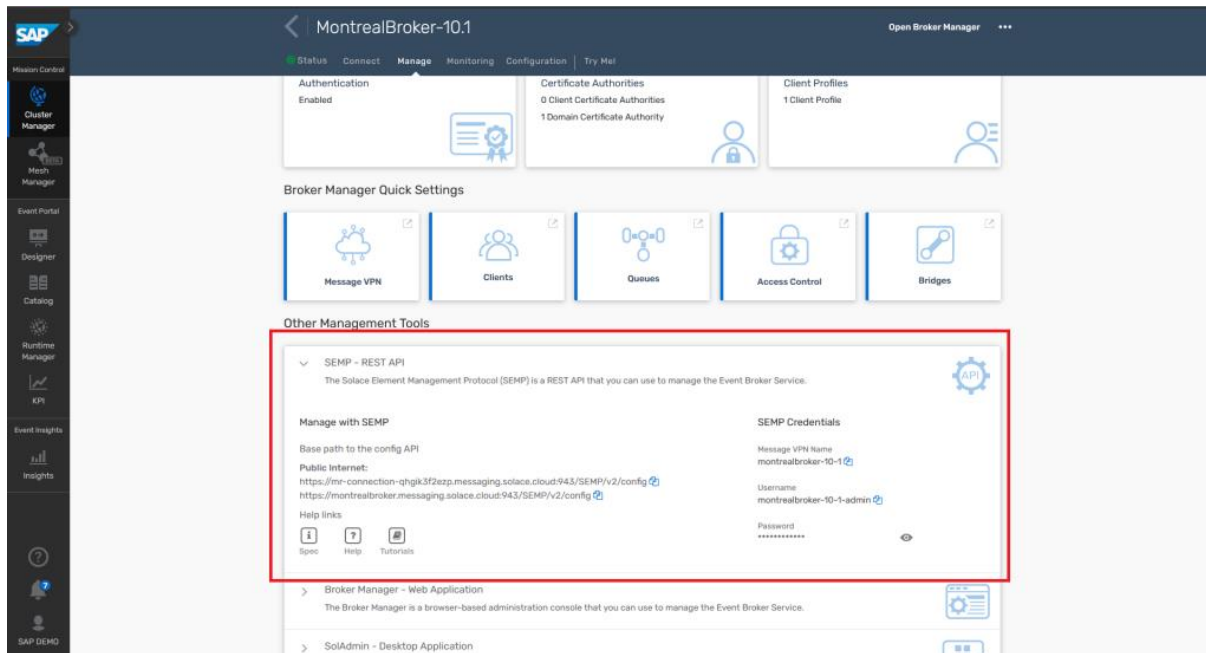 SAP
Mission Control
Cluster
Manager
BETA
Mesh
Manager
Event Portal
Designer
Catalog
Runtime
Manager
KPI
Event Insights
Insights
7
SAP DEMO
MontrealBroker-10.1
Open Broker Manager
Status Connect Manage Monitoring Configuration Try Me!
Authentication
Enabled
Certificate Authorities
0 Client Certificate Authorities
1 Domain Certificate Authority
Client Profiles
1 Client Profile
Broker Manager Quick Settings
Message VPN
Clients
Queues
Access Control
Bridges
Other Management Tools
SEMP - REST API
The Solace Element Management Protocol (SEMP) is a REST API that you can use to manage the Event Broker Service.
API
Manage with SEMP
Base path to the config API
Public Internet:
https://mr-connection-qhgik3f2ezp.messaging.solace.cloud:943/SEMP/v2/config
https://montrealbroker.messaging.solace.cloud:943/SEMP/v2/config
Help links
Spec Help Tutorials
SEMP Credentials
Message VPN Name
montrealbroker-10-1
Username
montrealbroker-10-1-admin
Password
************
Broker Manager - Web Application
The Broker Manager is a browser-based administration console that you can use to manage the Event Broker Service.
SolAdmin - Desktop Application